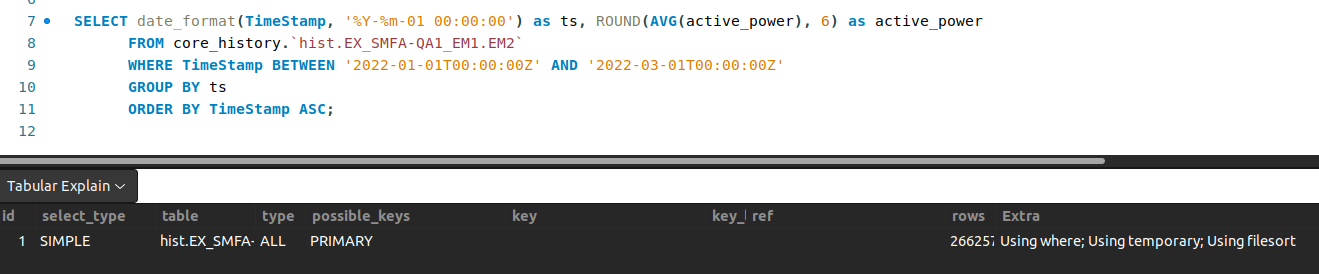 7 SELECT date_format(TimeStamp, '%Y-%m-01 00:00:00') as ts, ROUND(AVG(active_power), 6) as active_power
8 FROM core_history.`hist.EX_SMFA-QA1_EM1.EM2`
9 WHERE TimeStamp BETWEEN '2022-01-01T00:00:00Z' AND '2022-03-01T00:00:00Z'
10 GROUP BY ts
11 ORDER BY TimeStamp ASC;
12
Tabular Explain
id select_type table type possible_keys key key_ ref rows Extra
1 SIMPLE hist.EX_SMFA- ALL PRIMARY 266257 Using where; Using temporary; Using filesort